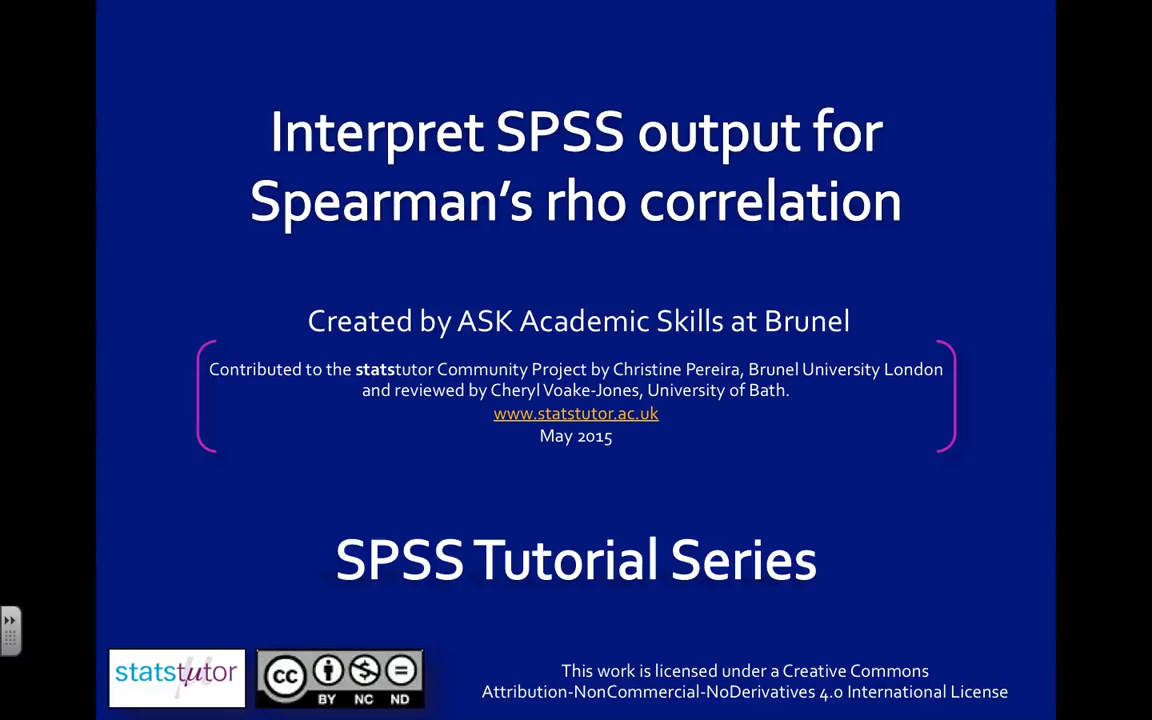 Interpret SPSS output for
Spearman's rho correlation
Created by ASK Academic Skills at Brunel
Contributed to the statstutor Community Project by Christine Pereira, Brunel University London
and reviewed by Cheryl Voake-Jones, University of Bath.
www.statstutor.ac.uk
May 2015
SPSS Tutorial Series
statstutor
cc
BY NC ND
This work is licensed under a Creative Commons
Attribution-NonCommercial-NoDerivatives 4.0 International License